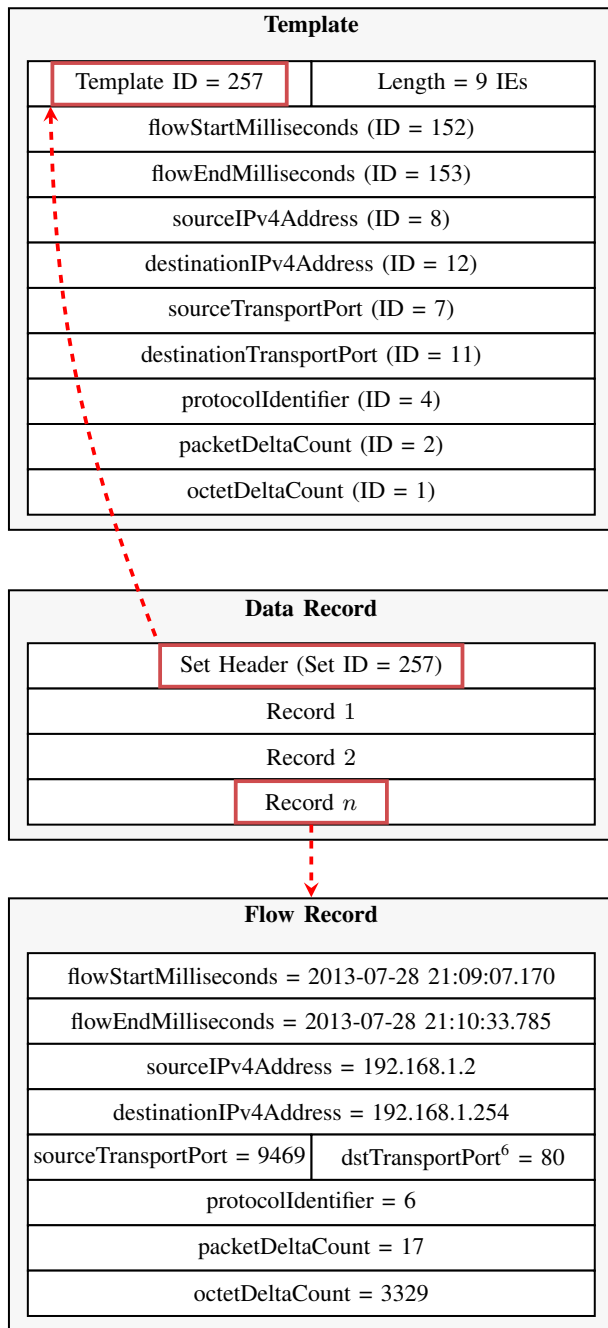 Template
Template ID = 257 Length = 9 IEs
flowStartMilliseconds (ID = 152)
flowEndMilliseconds (ID = 153)
sourceIPv4Address (ID = 8)
destinationIPv4Address (ID = 12)
sourceTransportPort (ID = 7)
destinationTransportPort (ID = 11)
protocolIdentifier (ID = 4)
packetDeltaCount (ID = 2)
octetDeltaCount (ID = 1)
Data Record
Set Header (Set ID = 257)
Record 1
Record 2
Record n
Flow Record
flowStartMilliseconds = 2013-07-28 21:09:07.170
flowEndMilliseconds = 2013-07-28 21:10:33.785
sourceIPv4Address = 192.168.1.2
destinationIPv4Address = 192.168.1.254
sourceTransportPort = 9469 dstTransportPort⁶ = 80
protocolIdentifier = 6
packetDeltaCount = 17
octetDeltaCount = 3329